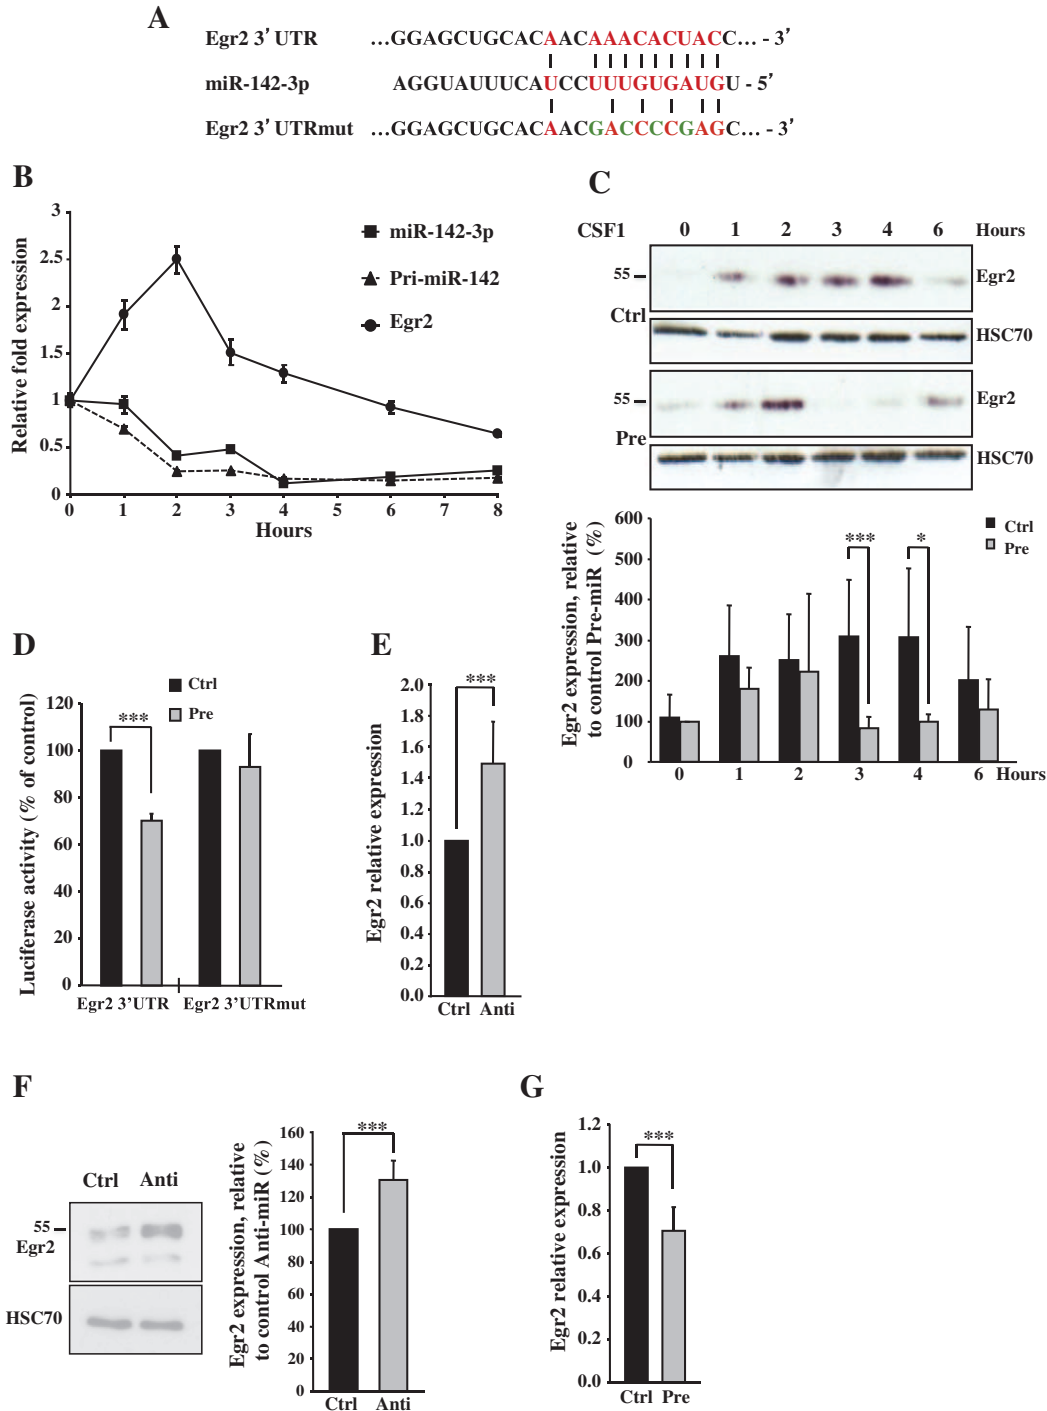 A
Egr2 3' UTR ...GGAGCUGCACAACAAACACUACC... - 3'
miR-142-3p AGGUAUUUCAUCCUUUGUGAUGU - 5'
Egr2 3' UTRmut ...GGAGCUGCACAACGACCCCGAGC... - 3'
B
Relative fold expression
3
2.5
2
1.5
1
0.5
0
miR-142-3p
Pri-miR-142
Egr2
0 1 2 3 4 5 6 7 8
Hours
C
CSF1 0 1 2 3 4 6 Hours
55
Egr2
Ctrl
HSC70
55
Egr2
Pre
HSC70
Egr2 expression, relative
to control Pre-miR (%)
600
500
400
300
200
100
0
*** *
Ctrl
Pre
0 1 2 3 4 6 Hours
D
Luciferase activity (% of control)
120
100
80
60
40
20
0
Ctrl
Pre
***
Egr2 3'UTR Egr2 3'UTRmut
E
Egr2 relative expression
2.0
1.8
1.6
1.4
1.2
1.0
0.8
0.6
0.4
0.2
0.0
***
Ctrl Anti
F
Ctrl Anti
55
Egr2
HSC70
Egr2 expression, relative
to control Anti-miR (%)
160
140
120
100
80
60
40
20
0
***
Ctrl Anti
G
Egr2 relative expression
1.2
1.0
0.8
0.6
0.4
0.2
0.0
***
Ctrl Pre